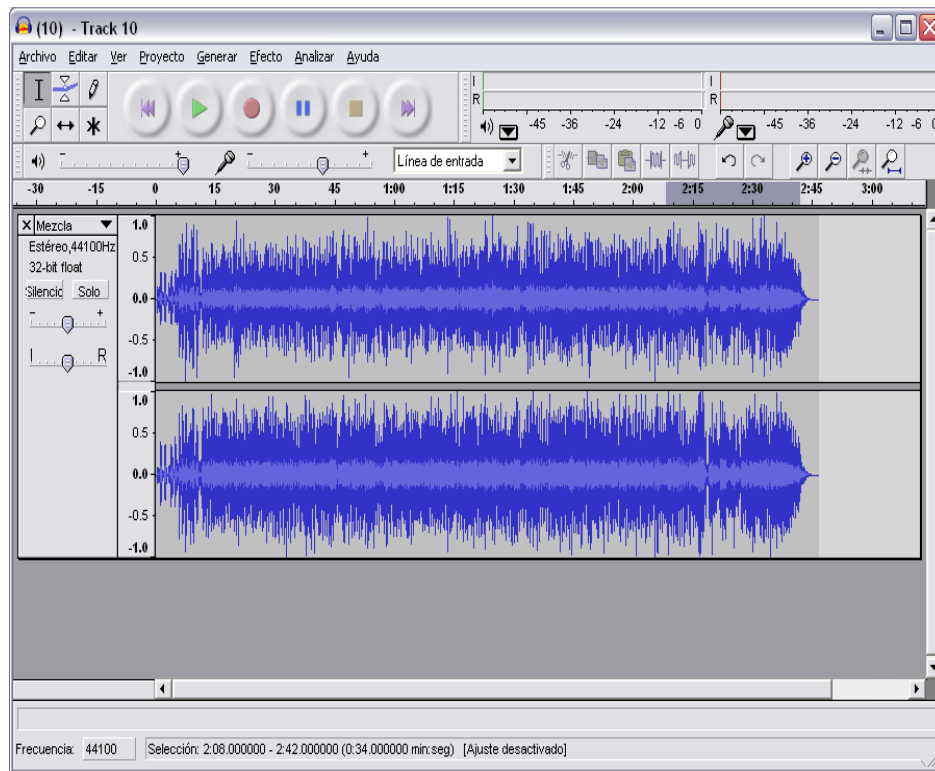 (10) - Track 10
Archivo Editar Ver Proyecto Generar Efecto Analizar Ayuda
L
R
L
R
-45 -36 -24 -12 -6 0
-45 -36 -24 -12 -6 0
- +
- +
Línea de entrada
-30 -15 0 15 30 45 1:00 1:15 1:30 1:45 2:00 2:15 2:30 2:45 3:00
X Mezcla
Estéreo,44100Hz
32-bit float
Silencio Solo
- +
L R
1.0
0.5
0.0
-0.5
-1.0
1.0
0.5
0.0
-0.5
-1.0
Frecuencia: 44100 Selección: 2:08.000000 - 2:42.000000 (0:34.000000 min:seg) [Ajuste desactivado]